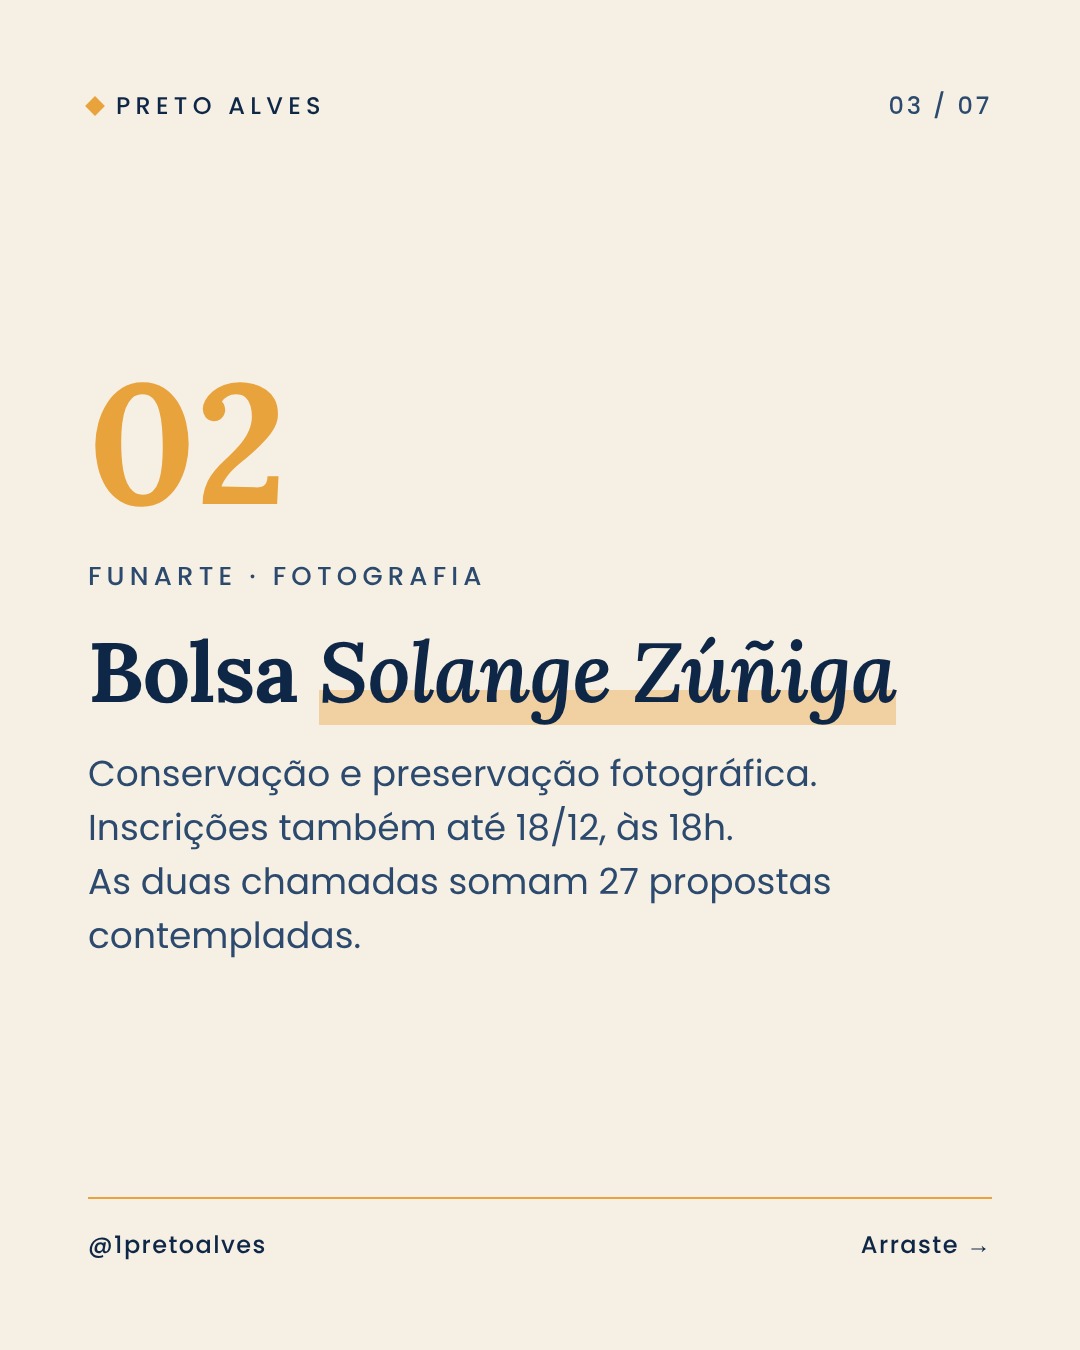 PRETO ALVES
03 / 07
02
FUNARTE · FOTOGRAFIA
Bolsa Solange Zúñiga
Conservação e preservação fotográfica.
Inscrições também até 18/12, às 18h.
As duas chamadas somam 27 propostas
contempladas.
@1pretoalves
Arraste →